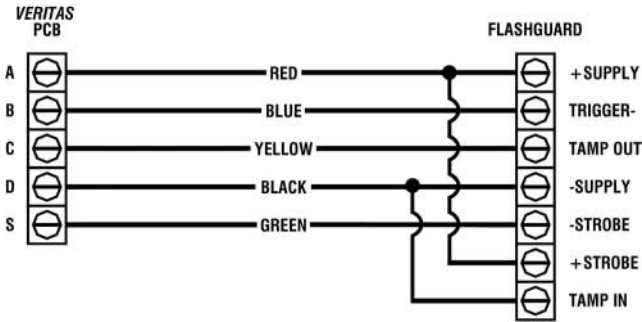 VERITAS
PCB
FLASHGUARD
A RED +SUPPLY
B BLUE TRIGGER-
C YELLOW TAMP OUT
D BLACK -SUPPLY
S GREEN -STROBE
+STROBE
TAMP IN